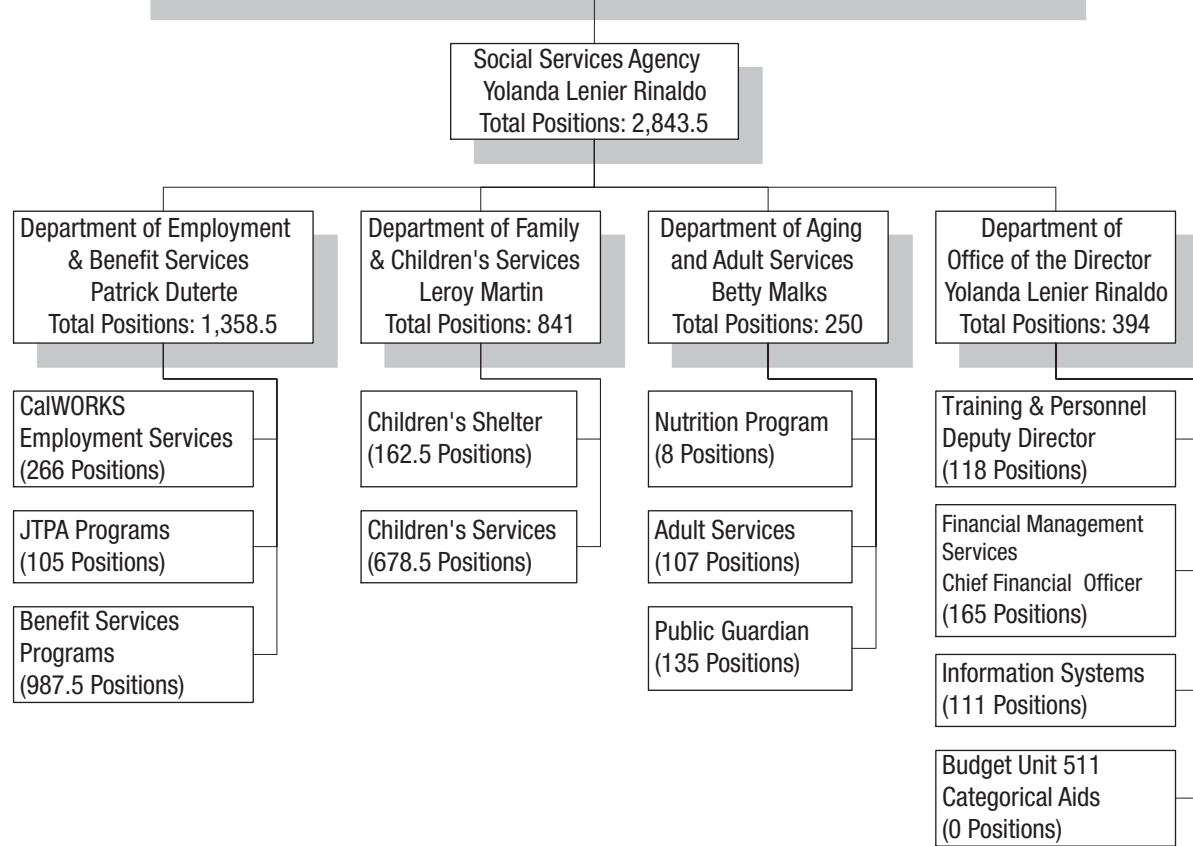 Social Services Agency
Yolanda Lenier Rinaldo
Total Positions: 2,843.5
Department of Employment
& Benefit Services
Patrick Duterte
Total Positions: 1,358.5
CalWORKS
Employment Services
(266 Positions)
JTPA Programs
(105 Positions)
Benefit Services
Programs
(987.5 Positions)
Department of Family
& Children's Services
Leroy Martin
Total Positions: 841
Children's Shelter
(162.5 Positions)
Children's Services
(678.5 Positions)
Department of Aging
and Adult Services
Betty Malks
Total Positions: 250
Nutrition Program
(8 Positions)
Adult Services
(107 Positions)
Public Guardian
(135 Positions)
Department of
Office of the Director
Yolanda Lenier Rinaldo
Total Positions: 394
Training & Personnel
Deputy Director
(118 Positions)
Financial Management
Services
Chief Financial Officer
(165 Positions)
Information Systems
(111 Positions)
Budget Unit 511
Categorical Aids
(0 Positions)